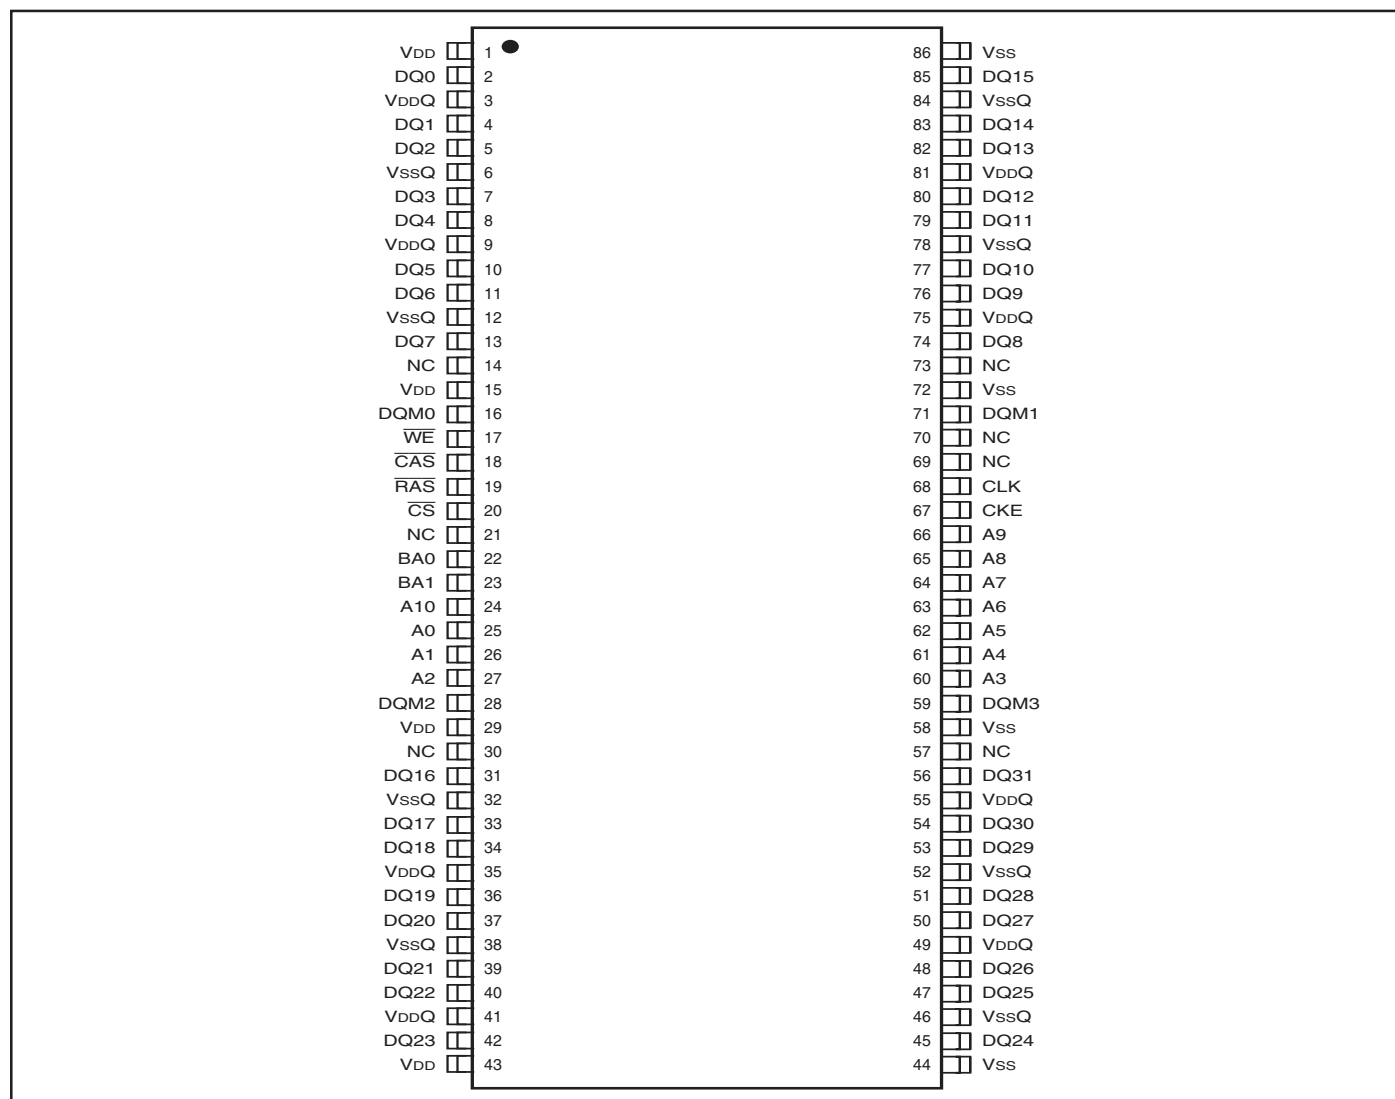 VDD 1 86 VSS
DQ0 2 85 DQ15
VDDQ 3 84 VSSQ
DQ1 4 83 DQ14
DQ2 5 82 DQ13
VSSQ 6 81 VDDQ
DQ3 7 80 DQ12
DQ4 8 79 DQ11
VDDQ 9 78 VSSQ
DQ5 10 77 DQ10
DQ6 11 76 DQ9
VSSQ 12 75 VDDQ
DQ7 13 74 DQ8
NC 14 73 NC
VDD 15 72 VSS
DQM0 16 71 DQM1
W̅E̅ 17 70 NC
C̅A̅S̅ 18 69 NC
R̅A̅S̅ 19 68 CLK
C̅S̅ 20 67 CKE
NC 21 66 A9
BA0 22 65 A8
BA1 23 64 A7
A10 24 63 A6
A0 25 62 A5
A1 26 61 A4
A2 27 60 A3
DQM2 28 59 DQM3
VDD 29 58 VSS
NC 30 57 NC
DQ16 31 56 DQ31
VSSQ 32 55 VDDQ
DQ17 33 54 DQ30
DQ18 34 53 DQ29
VDDQ 35 52 VSSQ
DQ19 36 51 DQ28
DQ20 37 50 DQ27
VSSQ 38 49 VDDQ
DQ21 39 48 DQ26
DQ22 40 47 DQ25
VDDQ 41 46 VSSQ
DQ23 42 45 DQ24
VDD 43 44 VSS